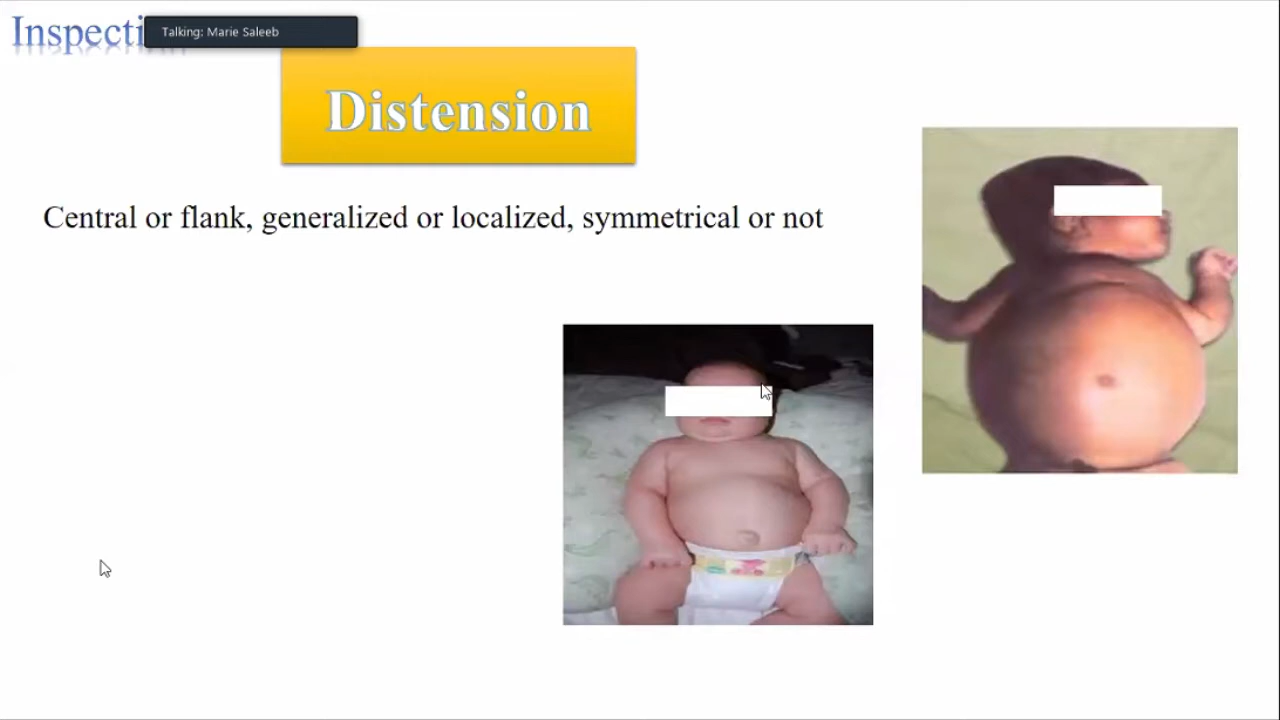 Inspecti
Talking: Marie Saleeb
Distension
Central or flank, generalized or localized, symmetrical or not